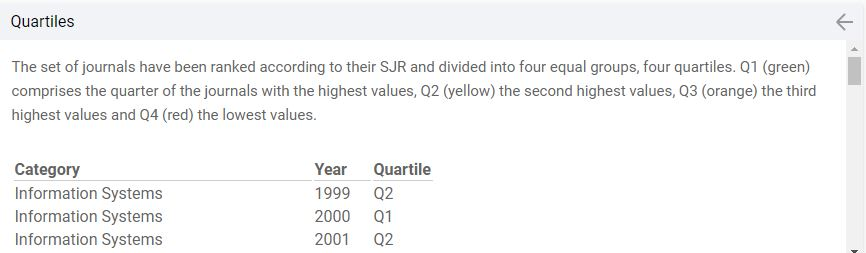 Quartiles
The set of journals have been ranked according to their SJR and divided into four equal groups, four quartiles. Q1 (green)
comprises the quarter of the journals with the highest values, Q2 (yellow) the second highest values, Q3 (orange) the third
highest values and Q4 (red) the lowest values.
Category Year Quartile
Information Systems 1999 Q2
Information Systems 2000 Q1
Information Systems 2001 Q2